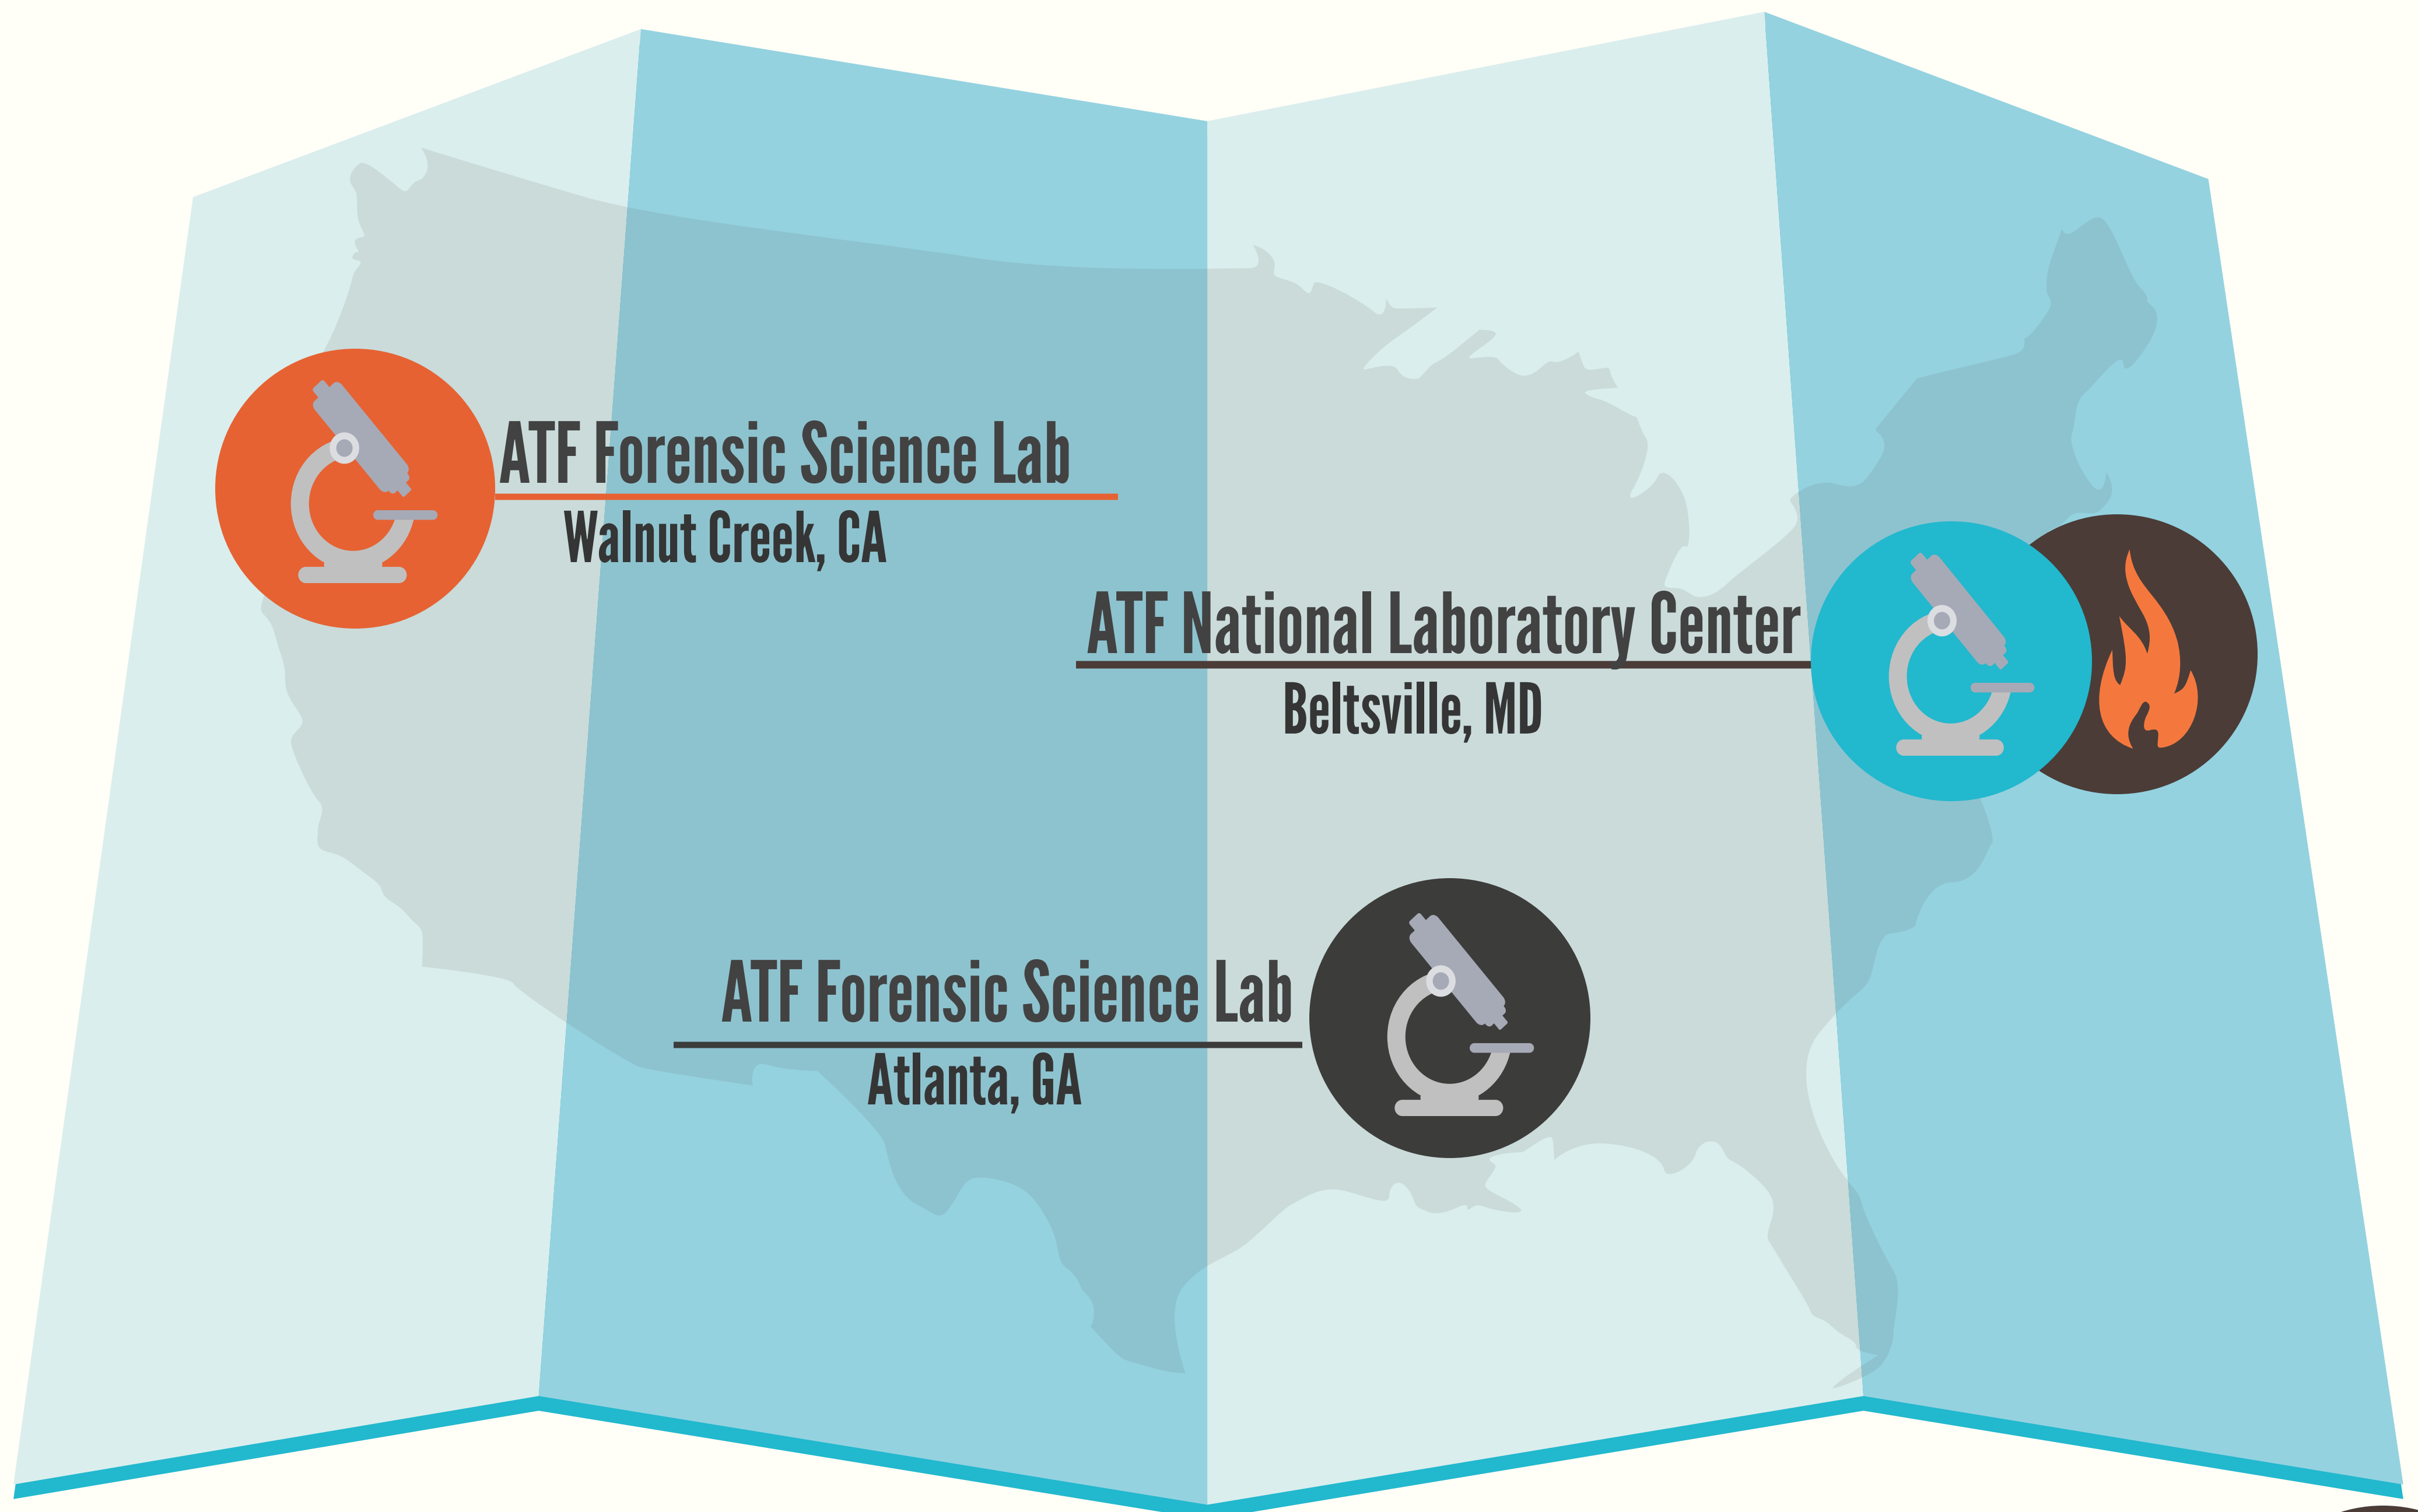 ATF Forensic Science Lab
Walnut Creek, CA
ATF National Laboratory Center
Beltsville, MD
ATF Forensic Science Lab
Atlanta, GA